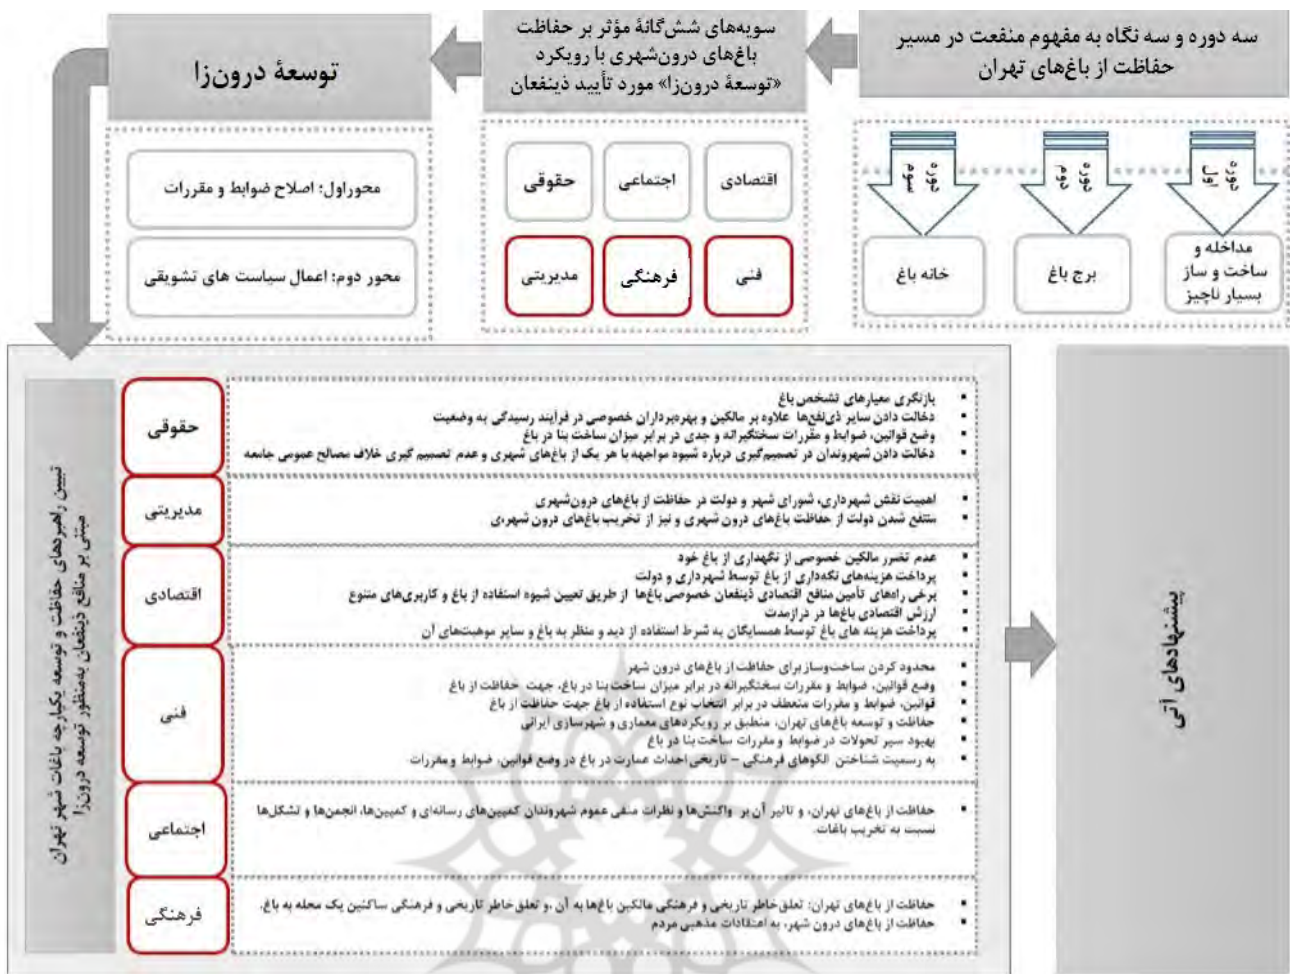 سه دوره و سه نگاه به مفهوم منفعت در مسیر
حفاظت از باغ‌های تهران
دوره
اول
دوره
دوم
دوره
سوم
مداخله و
ساخت و ساز
بسیار ناچیز
برج باغ
خانه باغ
سویه‌های شش‌گانهٔ مؤثر بر حفاظت
باغ‌های درون‌شهری با رویکرد
«توسعهٔ درون‌زا» مورد تأیید ذینفعان
اقتصادی
اجتماعی
حقوقی
فنی
فرهنگی
مدیریتی
توسعهٔ درون‌زا
محوراول: اصلاح ضوابط و مقررات
محور دوم: اعمال سیاست های تشویقی
تبیین راهبردهای حفاظت و توسعه یکپارچه باغات شهر تهران
مبتنی بر منافع ذینفعان به‌منظور توسعه درون‌زا
حقوقی
▪ بازنگری معیارهای تشخص باغ
▪ دخالت دادن سایر ذی‌نفع‌ها علاوه بر مالکین و بهره‌برداران خصوصی در فرآیند رسیدگی به وضعیت
▪ وضع قوانین، ضوابط و مقررات سختگیرانه و جدی در برابر میزان ساخت بنا در باغ
▪ دخالت دادن شهروندان در تصمیم‌گیری درباره شیوه مواجهه با هر یک از باغ‌های شهری و عدم تصمیم گیری خلاف مصالح عمومی جامعه
مدیریتی
▪ اهمیت نقش شهرداری، شورای شهر و دولت در حفاظت از باغ‌های درون‌شهری
▪ منتفع شدن دولت از حفاظت باغ‌های درون شهری و نیز از تخریب باغ‌های درون شهری
اقتصادی
▪ عدم تضرر مالکین خصوصی از نگهداری از باغ خود
▪ پرداخت هزینه‌های نگه‌داری از باغ توسط شهرداری و دولت
▪ برخی راه‌های تأمین منافع اقتصادی ذینفعان خصوصی باغ‌ها از طریق تعیین شیوه استفاده از باغ و کاربری‌های متنوع
▪ ارزش اقتصادی باغ‌ها در درازمدت
▪ پرداخت هزینه های باغ توسط همسایگان به شرط استفاده از دید و منظر به باغ و سایر موهبت‌های آن
فنی
▪ محدود کردن ساخت‌وساز برای حفاظت از باغ‌های درون شهر
▪ وضع قوانین، ضوابط و مقررات سختگیرانه در برابر میزان ساخت بنا در باغ، جهت حفاظت از باغ
▪ قوانین، ضوابط و مقررات منعطف در برابر انتخاب نوع استفاده از باغ جهت حفاظت از باغ
▪ حفاظت و توسعه باغ‌های تهران، منطبق بر رویکردهای معماری و شهرسازی ایرانی
▪ بهبود سیر تحولات در ضوابط و مقررات ساخت بنا در باغ
▪ به رسمیت شناختن الگوهای فرهنگی – تاریخی احداث عمارت در باغ در وضع قوانین، ضوابط و مقررات
اجتماعی
▪ حفاظت از باغ‌های تهران، و تاثیر آن بر واکنش‌ها و نظرات منفی عموم شهروندان کمپین‌های رسانه‌ای و کمپین‌ها، انجمن‌ها و تشکل‌ها
نسبت به تخریب باغات.
فرهنگی
▪ حفاظت از باغ‌های تهران: تعلق‌خاطر تاریخی و فرهنگی مالکین باغ‌ها به آن ،و تعلق‌خاطر تاریخی و فرهنگی ساکنین یک محله به باغ.
▪ حفاظت از باغ‌های درون شهر، به اعتقادات مذهبی مردم
پیشنهادهای آتی